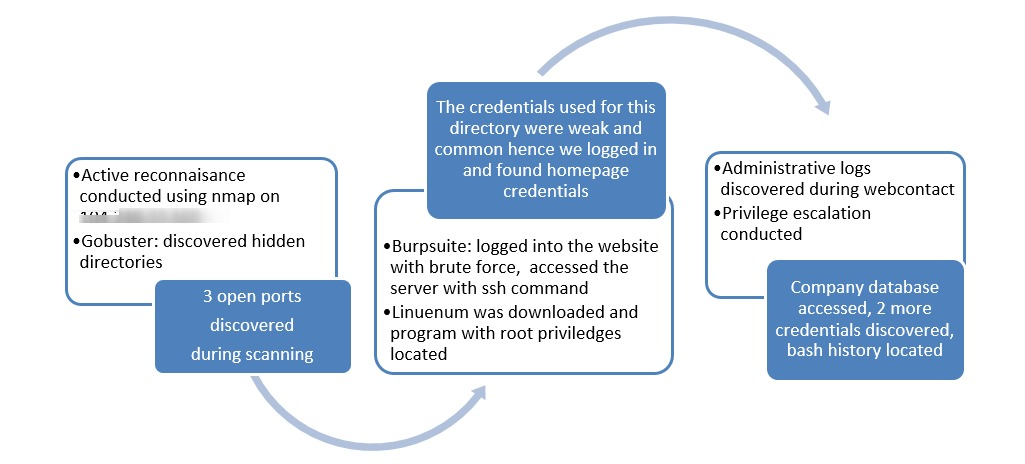 •Active reconnaisance
conducted using nmap on
•Gobuster: discovered hidden
directories
3 open ports
discovered
during scanning
The credentials used for this
directory were weak and
common hence we logged in
and found homepage
credentials
•Burpsuite: logged into the website
with brute force, accessed the
server with ssh command
•Linuenum was downloaded and
program with root priviledges
located
•Administrative logs
discovered during webcontact
•Privilege escalation
conducted
Company database
accessed, 2 more
credentials discovered,
bash history located